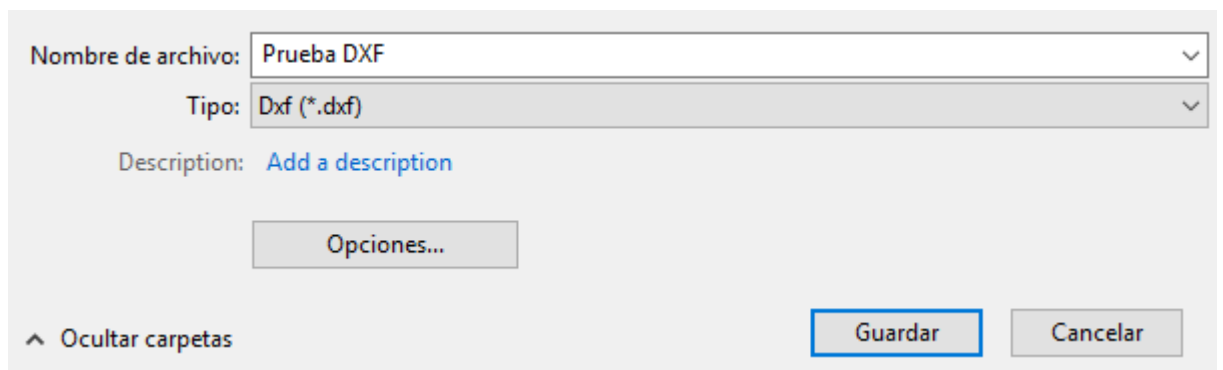 Nombre de archivo: Prueba DXF
Tipo: Dxf (*.dxf)
Description: Add a description
Opciones...
Ocultar carpetas Guardar Cancelar